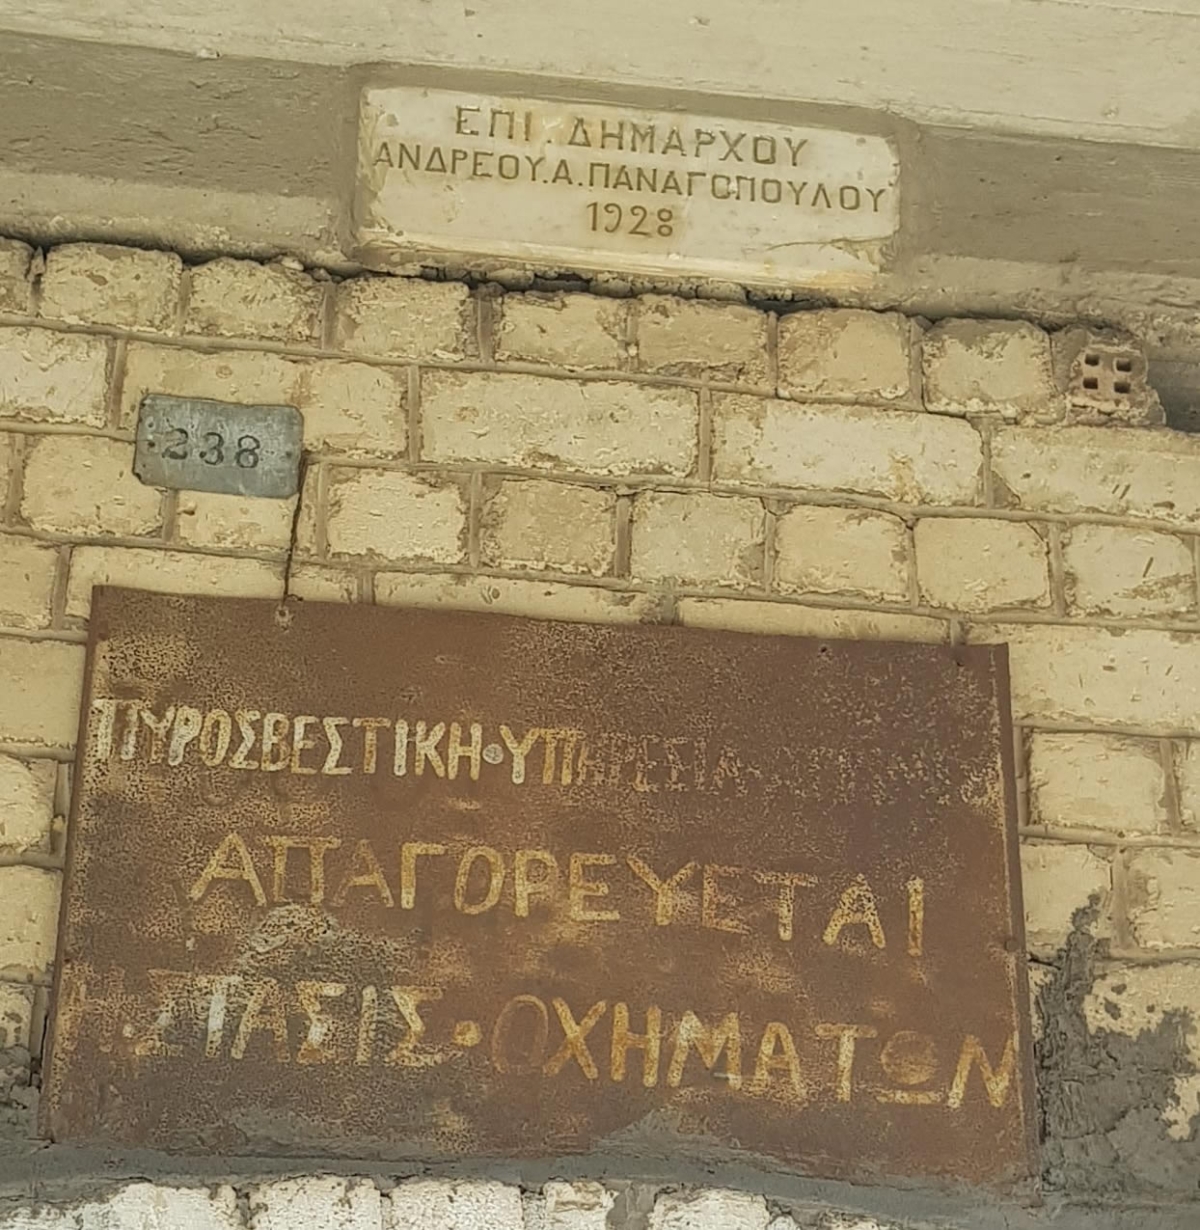 ΕΠΙ.ΔΗΜΑΡΧΟΥ
ΑΝΔΡΕΟΥ.Α.ΠΑΝΑΓΟΠΟΥΛΟΥ
1928
238
ΠΥΡΟΣΒΕΣΤΙΚΗ•ΥΠΗΡΕΣΙΑ
ΑΠΑΓΟΡΕΥΕΤΑΙ
Η.ΣΤΑΣΙΣ•ΟΧΗΜΑΤΩΝ